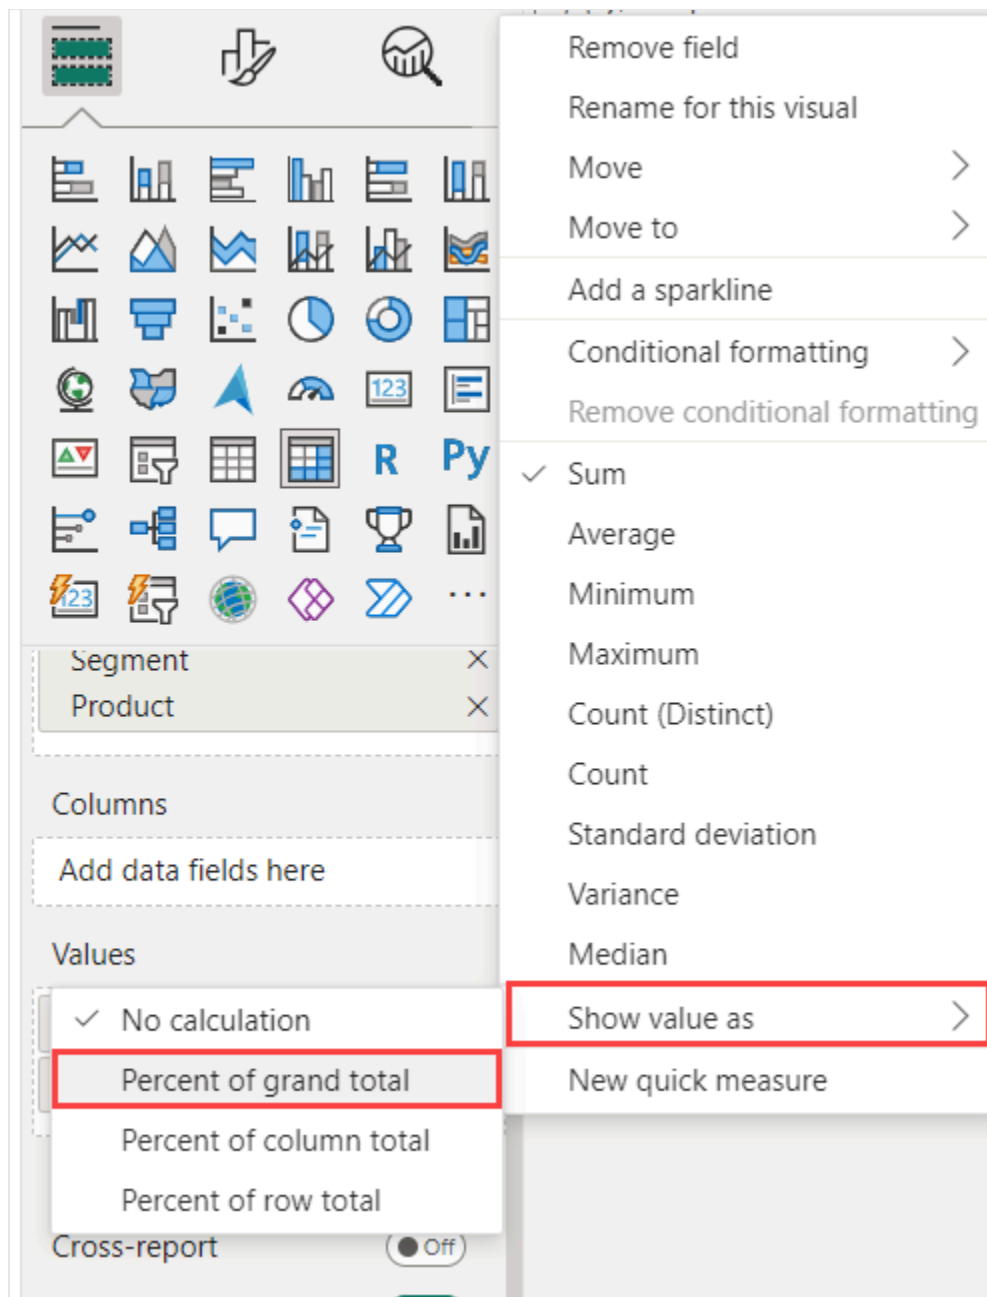 Remove field
Rename for this visual
Move
Move to
Add a sparkline
Conditional formatting
Remove conditional formatting
Sum
Average
Minimum
Maximum
Count (Distinct)
Count
Standard deviation
Variance
Median
Show value as
New quick measure
123
R
Py
123
Segment
Product
Columns
Add data fields here
Values
No calculation
Percent of grand total
Percent of column total
Percent of row total
Cross-report
Off